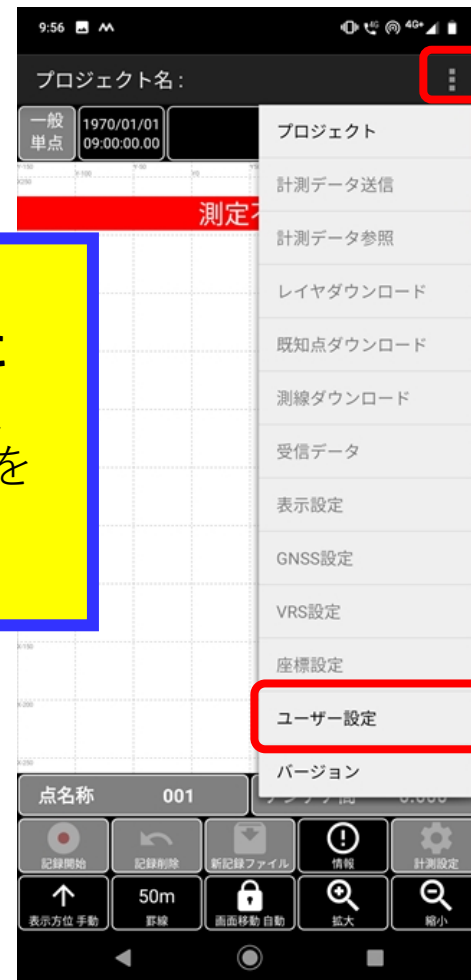 9:56
4G 4G+
プロジェクト名 :
一般
単点
1970/01/01
09:00:00.00
プロジェクト
計測データ送信
計測データ参照
レイヤダウンロード
既知点ダウンロード
測線ダウンロード
受信データ
表示設定
GNSS設定
VRS設定
座標設定
ユーザー設定
バージョン
測定
を
点名称 001
記録開始
記録削除
新記録ファイル
情報
計測設定
表示方位 手動
50m
罫線
画面移動 自動
拡大
縮小